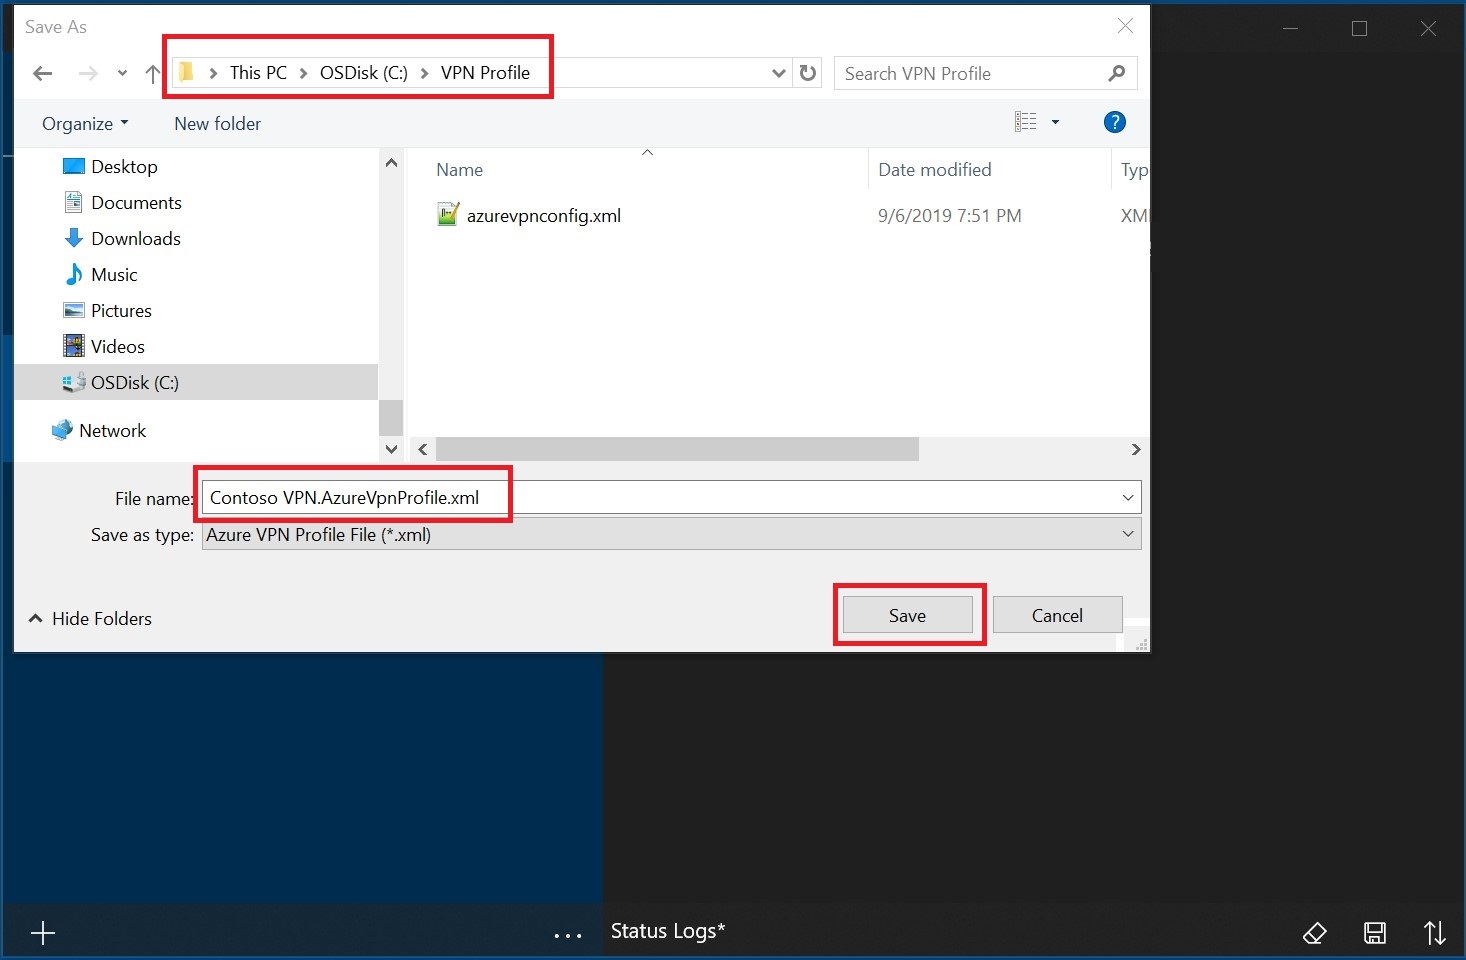 Save As
This PC > OSDisk (C:) > VPN Profile
Search VPN Profile
Organize
New folder
?
Desktop
Documents
Downloads
Music
Pictures
Videos
OSDisk (C:)
Network
Name
Date modified
Typ
azurevpnconfig.xml
9/6/2019 7:51 PM
XM
File name: Contoso VPN.AzureVpnProfile.xml
Save as type: Azure VPN Profile File (*.xml)
Hide Folders
Save
Cancel
...
Status Logs*